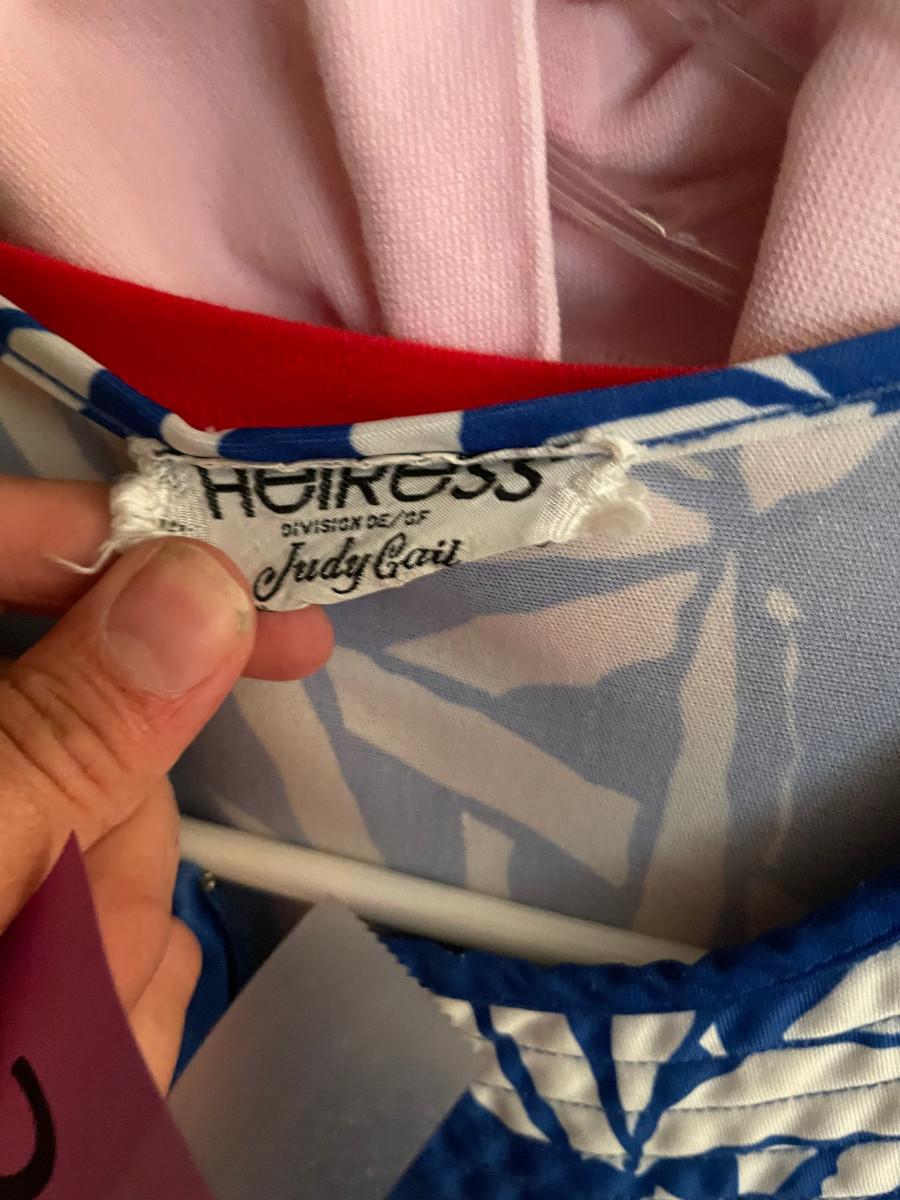 Heiress
DIVISION DE/OF
Judy Gail